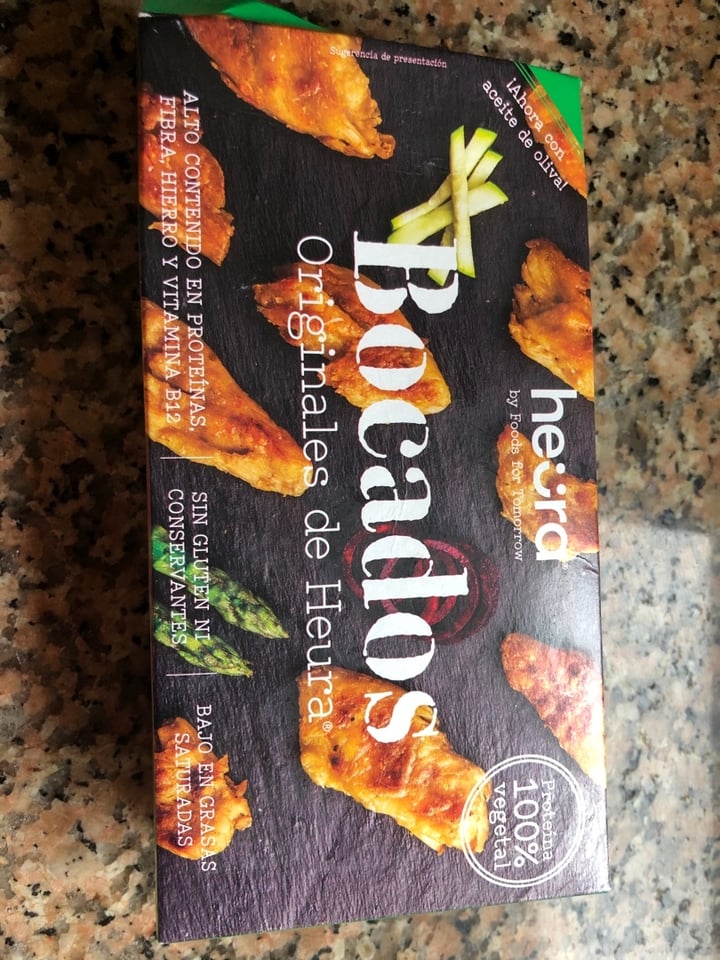 Sugerencia de presentación
¡Ahora con
aceite de oliva!
heüra
by Foods for Tomorrow
Bocados
Originales de Heura®
Proteína
100%
vegetal
ALTO CONTENIDO EN PROTEÍNAS,
FIBRA, HIERRO Y VITAMINA B12
SIN GLUTEN NI
CONSERVANTES
BAJO EN GRASAS
SATURADAS